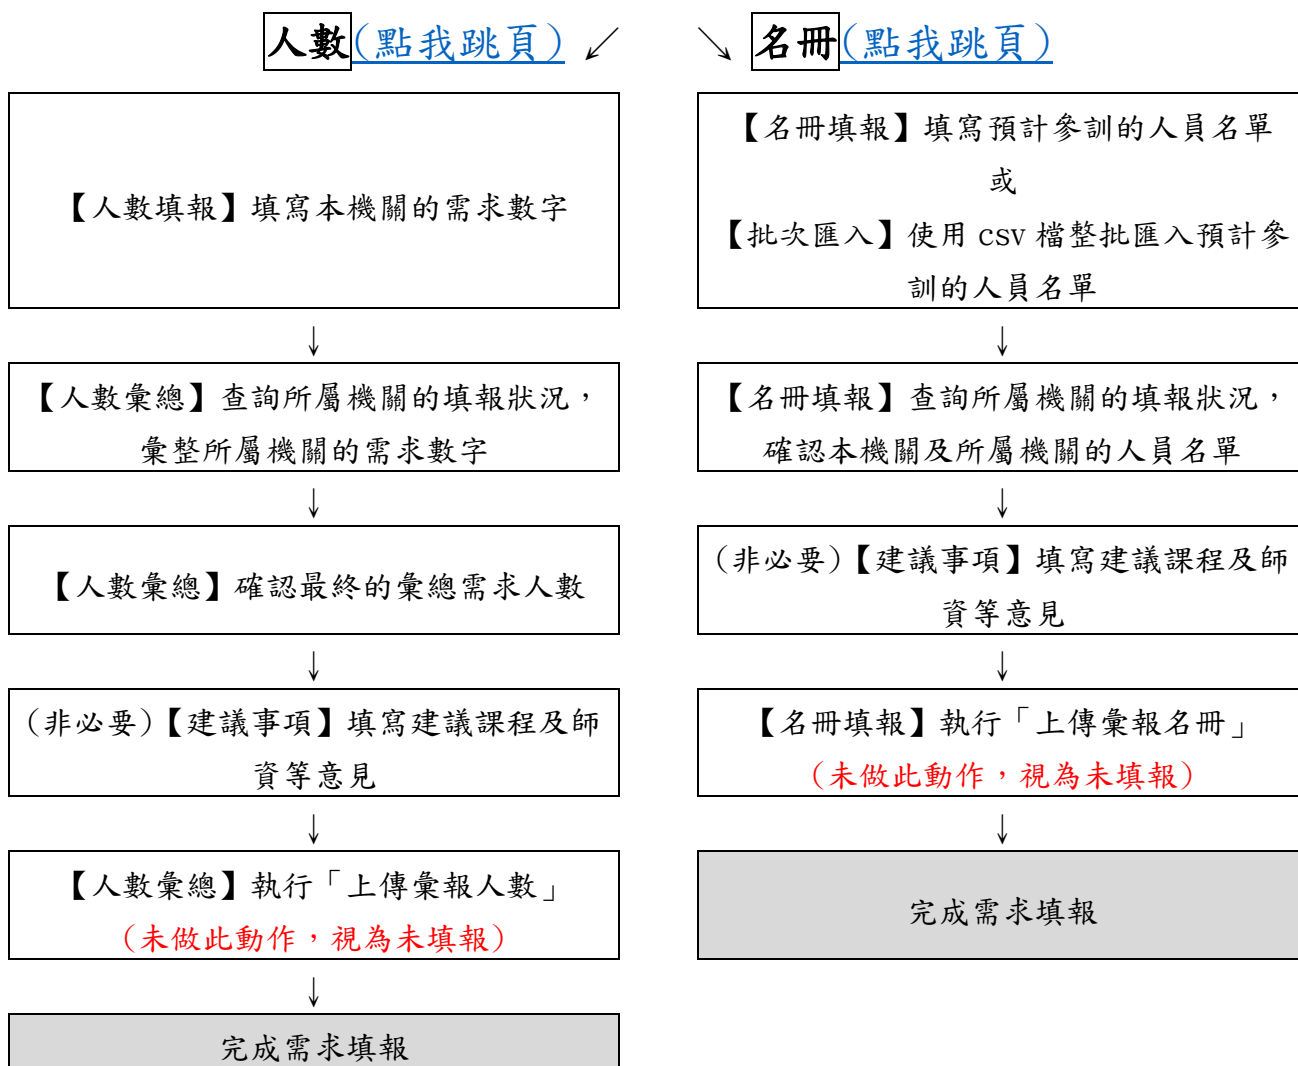 人數(點我跳頁) ↙
【人數填報】填寫本機關的需求數字
↓
【人數彙總】查詢所屬機關的填報狀況，
彙整所屬機關的需求數字
↓
【人數彙總】確認最終的彙總需求人數
↓
(非必要)【建議事項】填寫建議課程及師
資等意見
↓
【人數彙總】執行「上傳彙報人數」
(未做此動作，視為未填報)
↓
完成需求填報
↘ 名冊(點我跳頁)
【名冊填報】填寫預計參訓的人員名單
或
【批次匯入】使用 csv 檔整批匯入預計參
訓的人員名單
↓
【名冊填報】查詢所屬機關的填報狀況，
確認本機關及所屬機關的人員名單
↓
(非必要)【建議事項】填寫建議課程及師
資等意見
↓
【名冊填報】執行「上傳彙報名冊」
(未做此動作，視為未填報)
↓
完成需求填報